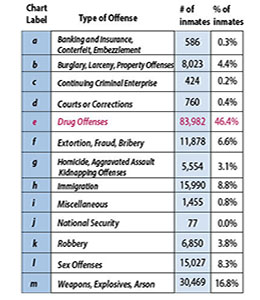 Chart Label Type of Offense # of inmates % of inmates
a Banking and Insurance, Conterfeit, Embezzlement 586 0.3%
b Burglary, Larceny, Property Offenses 8,023 4.4%
c Continuing Criminal Enterprise 424 0.2%
d Courts or Corrections 760 0.4%
e Drug Offenses 83,982 46.4%
f Extortion, Fraud, Bribery 11,878 6.6%
g Homicide, Aggravated Assault Kidnapping Offenses 5,554 3.1%
h Immigration 15,990 8.8%
i Miscellaneous 1,455 0.8%
j National Security 77 0.0%
k Robbery 6,850 3.8%
l Sex Offenses 15,027 8.3%
m Weapons, Explosives, Arson 30,469 16.8%